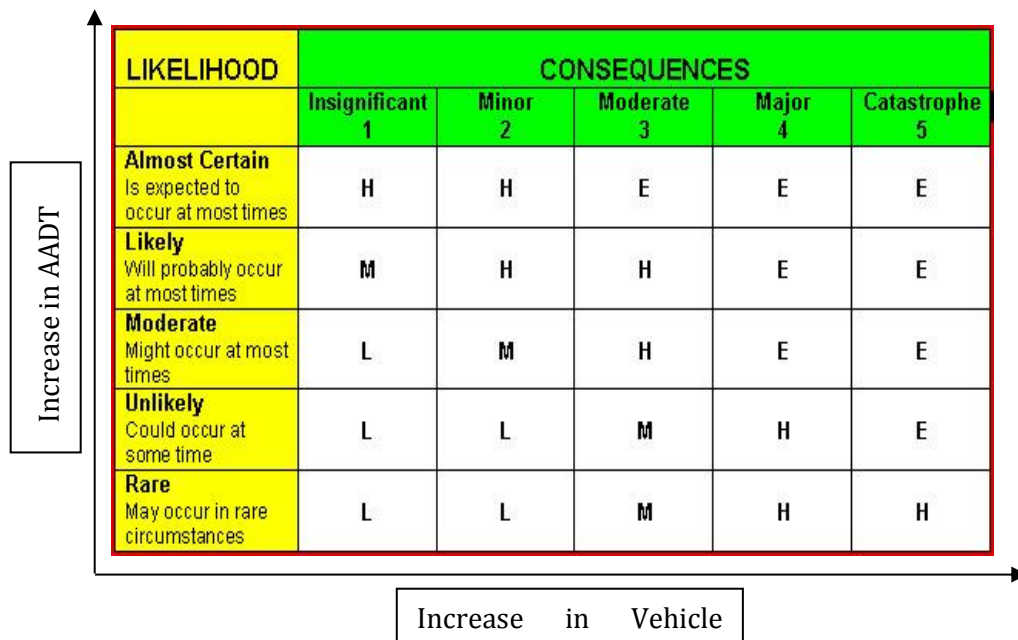 LIKELIHOOD CONSEQUENCES
Insignificant Minor Moderate Major Catastrophe
1 2 3 4 5
Almost Certain
Is expected to
occur at most times
H H E E E
Likely
Will probably occur
at most times
M H H E E
Moderate
Might occur at most
times
L M H E E
Unlikely
Could occur at
some time
L L M H E
Rare
May occur in rare
circumstances
L L M H H
Increase in AADT
Increase in Vehicle